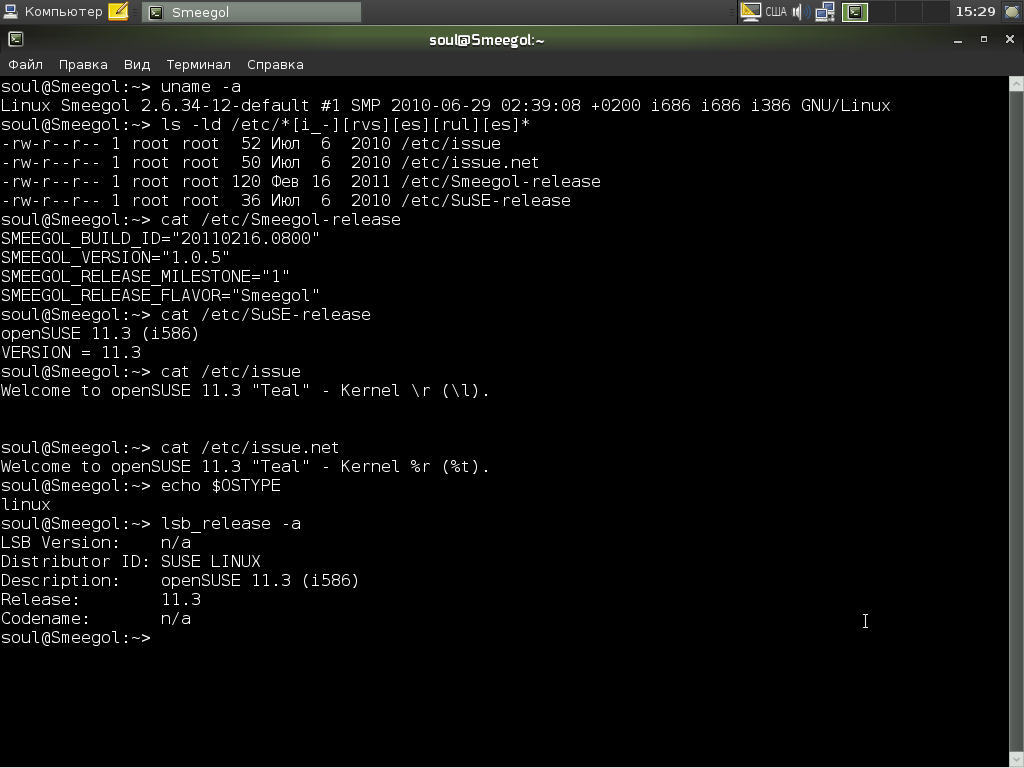 Компьютер Smeegol США 15:29
soul@Smeegol:~
Файл Правка Вид Терминал Справка
soul@Smeegol:~> uname -a
Linux Smeegol 2.6.34-12-default #1 SMP 2010-06-29 02:39:08 +0200 i686 i686 i386 GNU/Linux
soul@Smeegol:~> ls -ld /etc/*[i_-][rvs][es][rul][es]*
-rw-r--r-- 1 root root  52 Июл  6  2010 /etc/issue
-rw-r--r-- 1 root root  50 Июл  6  2010 /etc/issue.net
-rw-r--r-- 1 root root 120 Фев 16  2011 /etc/Smeegol-release
-rw-r--r-- 1 root root  36 Июл  6  2010 /etc/SuSE-release
soul@Smeegol:~> cat /etc/Smeegol-release
SMEEGOL_BUILD_ID="20110216.0800"
SMEEGOL_VERSION="1.0.5"
SMEEGOL_RELEASE_MILESTONE="1"
SMEEGOL_RELEASE_FLAVOR="Smeegol"
soul@Smeegol:~> cat /etc/SuSE-release
openSUSE 11.3 (i586)
VERSION = 11.3
soul@Smeegol:~> cat /etc/issue
Welcome to openSUSE 11.3 "Teal" - Kernel \r (\l).
soul@Smeegol:~> cat /etc/issue.net
Welcome to openSUSE 11.3 "Teal" - Kernel %r (%t).
soul@Smeegol:~> echo $OSTYPE
linux
soul@Smeegol:~> lsb_release -a
LSB Version:    n/a
Distributor ID: SUSE LINUX
Description:    openSUSE 11.3 (i586)
Release:        11.3
Codename:       n/a
soul@Smeegol:~>